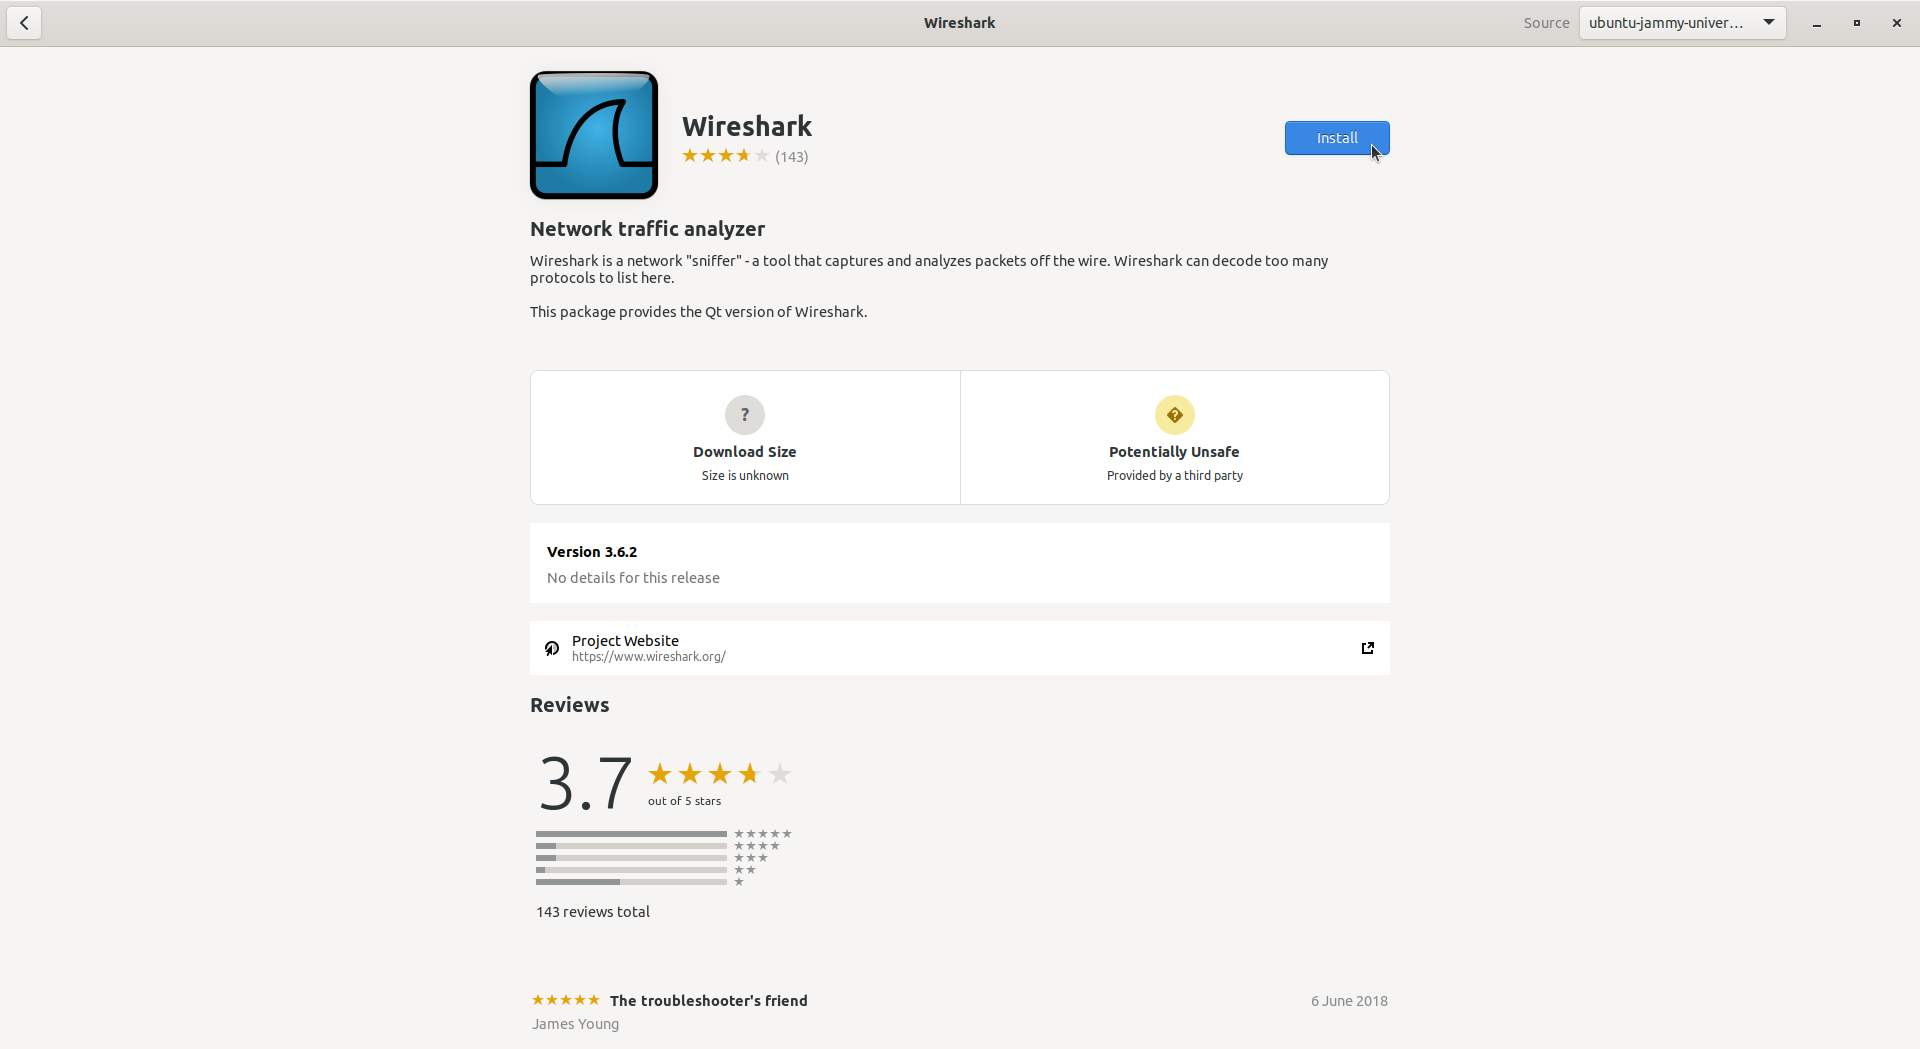 Wireshark
Source
ubuntu-jammy-univer...
Wireshark
(143)
Install
Network traffic analyzer
Wireshark is a network "sniffer" - a tool that captures and analyzes packets off the wire. Wireshark can decode too many
protocols to list here.
This package provides the Qt version of Wireshark.
?
Download Size
Size is unknown
?
Potentially Unsafe
Provided by a third party
Version 3.6.2
No details for this release
Project Website
https://www.wireshark.org/
Reviews
3.7
out of 5 stars
143 reviews total
The troubleshooter's friend
6 June 2018
James Young